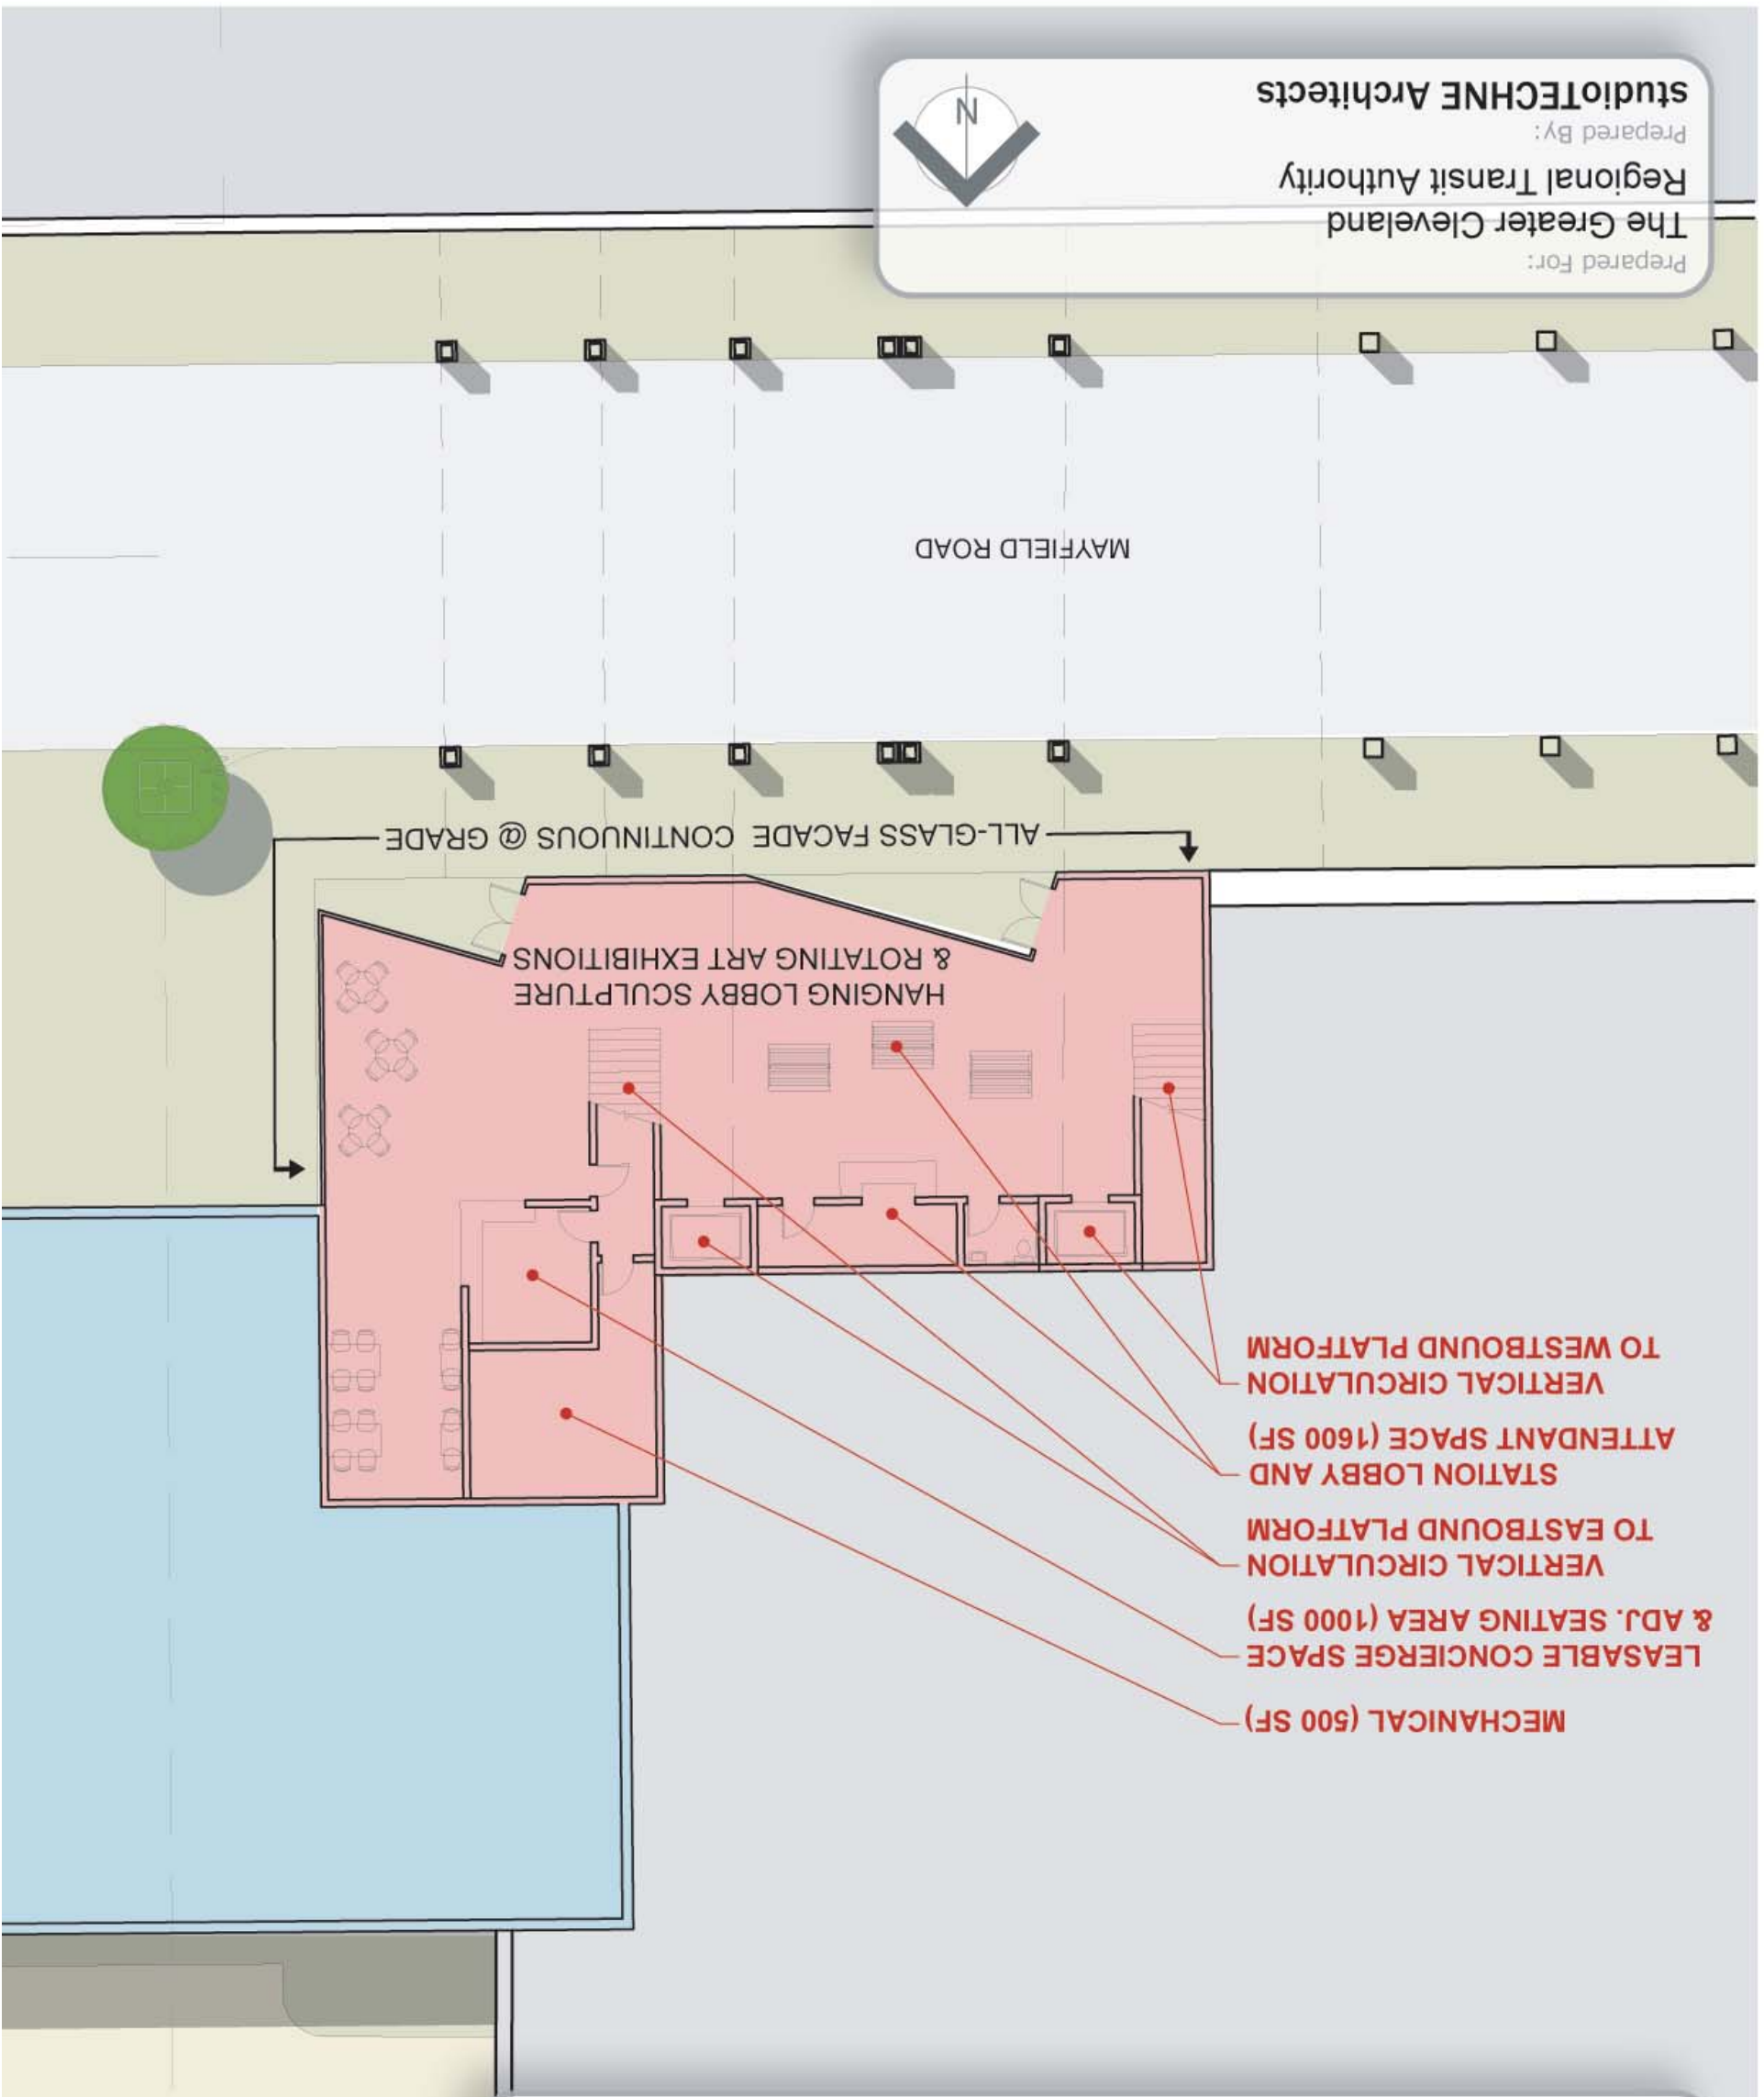 MECHANICAL (500 SF)
LEASABLE CONCIERGE SPACE
& ADJ. SEATING AREA (1000 SF)
VERTICAL CIRCULATION
TO EASTBOUND PLATFORM
STATION LOBBY AND
ATTENDANT SPACE (1600 SF)
VERTICAL CIRCULATION
TO WESTBOUND PLATFORM
HANGING LOBBY SCULPTURE
& ROTATING ART EXHIBITIONS
ALL-GLASS FACADE CONTINUOUS @ GRADE
MAYFIELD ROAD
Prepared For:
The Greater Cleveland
Regional Transit Authority
Prepared By:
studioTECHNE Architects
N